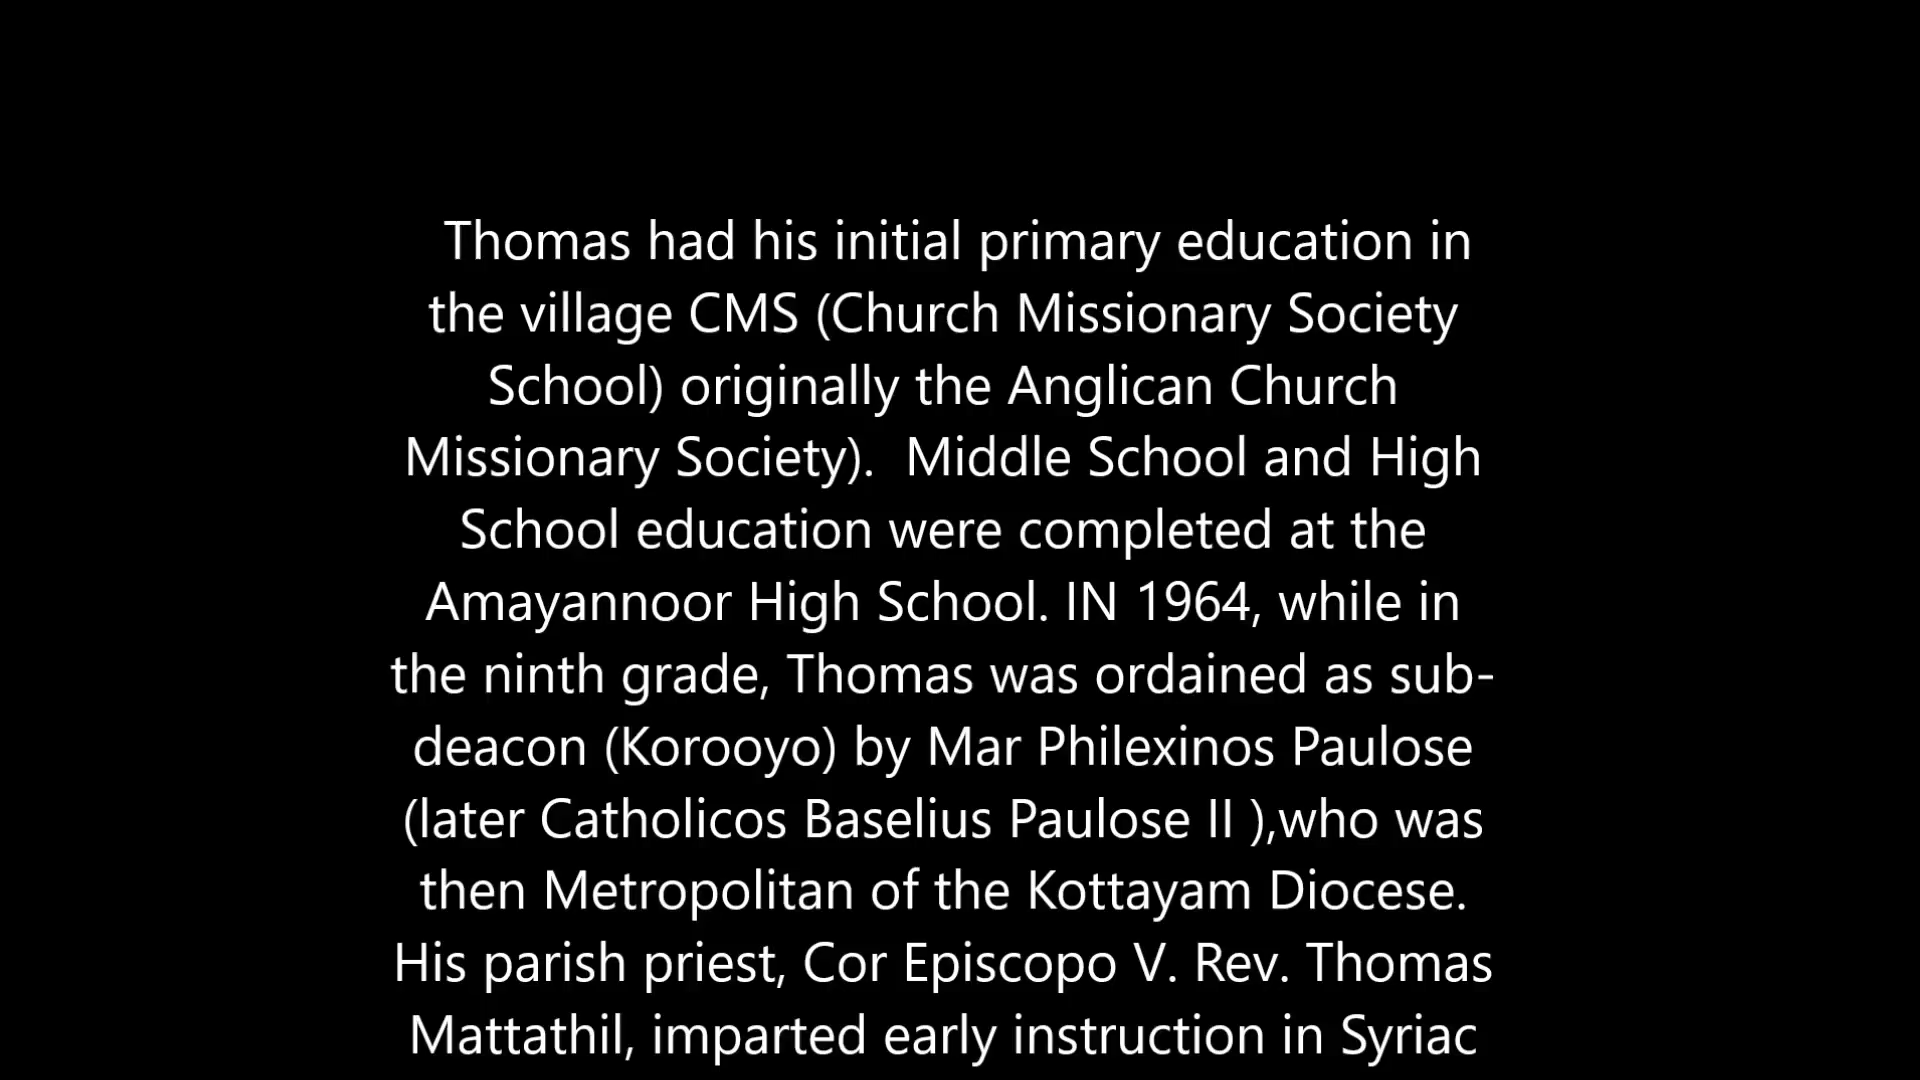 Thomas had his initial primary education in
the village CMS (Church Missionary Society
School) originally the Anglican Church
Missionary Society).  Middle School and High
School education were completed at the
Amayannoor High School. IN 1964, while in
the ninth grade, Thomas was ordained as sub-
deacon (Korooyo) by Mar Philexinos Paulose
(later Catholicos Baselius Paulose II ),who was
then Metropolitan of the Kottayam Diocese.
His parish priest, Cor Episcopo V. Rev. Thomas
Mattathil, imparted early instruction in Syriac